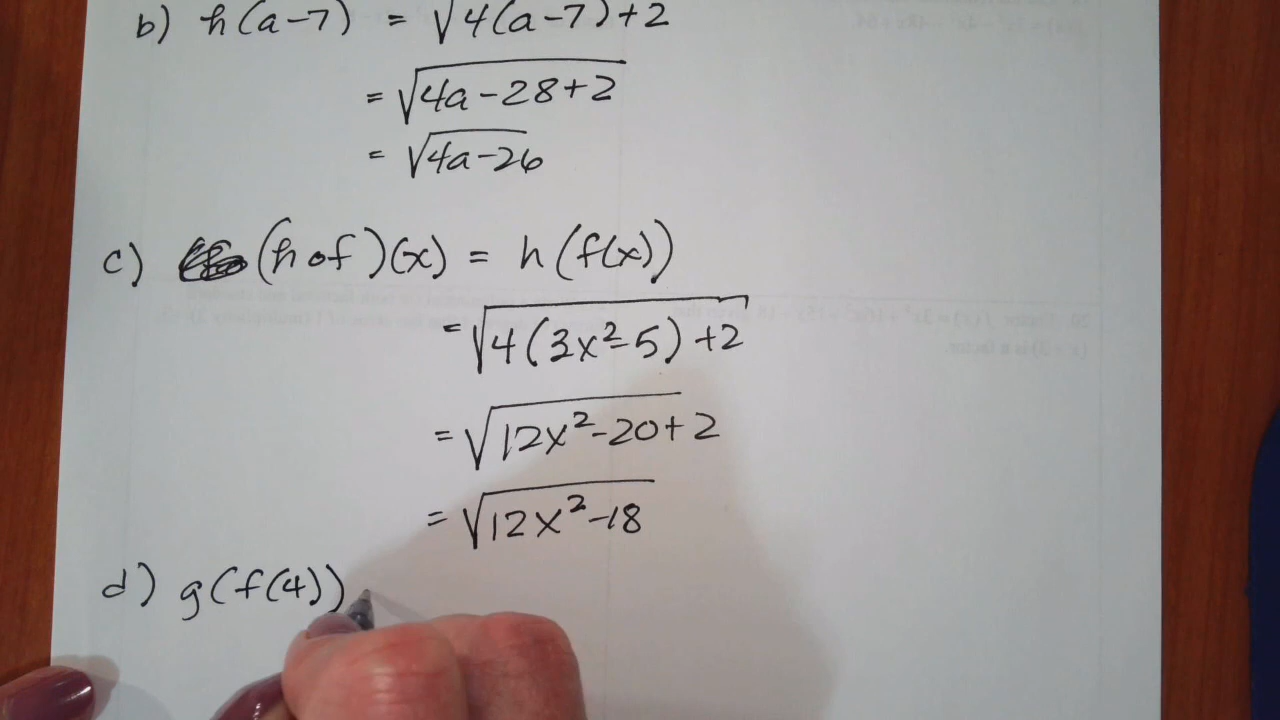 b) h(a-7) = √4(a-7)+2
= √4a-28+2
= √4a-26
c) (h o f)(x) = h(f(x))
= √4(3x²-5)+2
= √12x²-20+2
= √12x²-18
d) g(f(4))